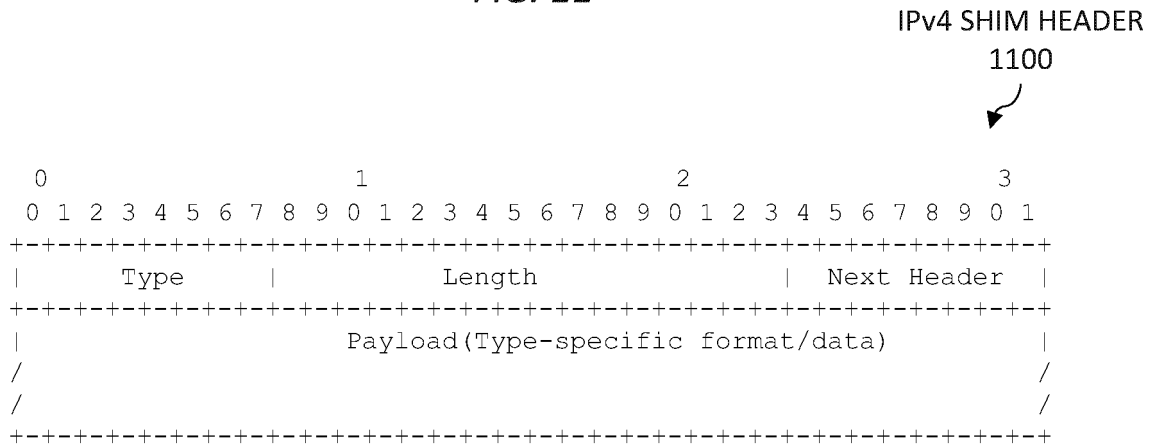 IPv4 SHIM HEADER
1100
0 1 2 3
0 1 2 3 4 5 6 7 8 9 0 1 2 3 4 5 6 7 8 9 0 1 2 3 4 5 6 7 8 9 0 1
+-+-+-+-+-+-+-+-+-+-+-+-+-+-+-+-+-+-+-+-+-+-+-+-+-+-+-+-+-+-+-+-+
| Type | Length | Next Header |
+-+-+-+-+-+-+-+-+-+-+-+-+-+-+-+-+-+-+-+-+-+-+-+-+-+-+-+-+-+-+-+-+
| Payload(Type-specific format/data) |
/ /
/ /
+-+-+-+-+-+-+-+-+-+-+-+-+-+-+-+-+-+-+-+-+-+-+-+-+-+-+-+-+-+-+-+-+